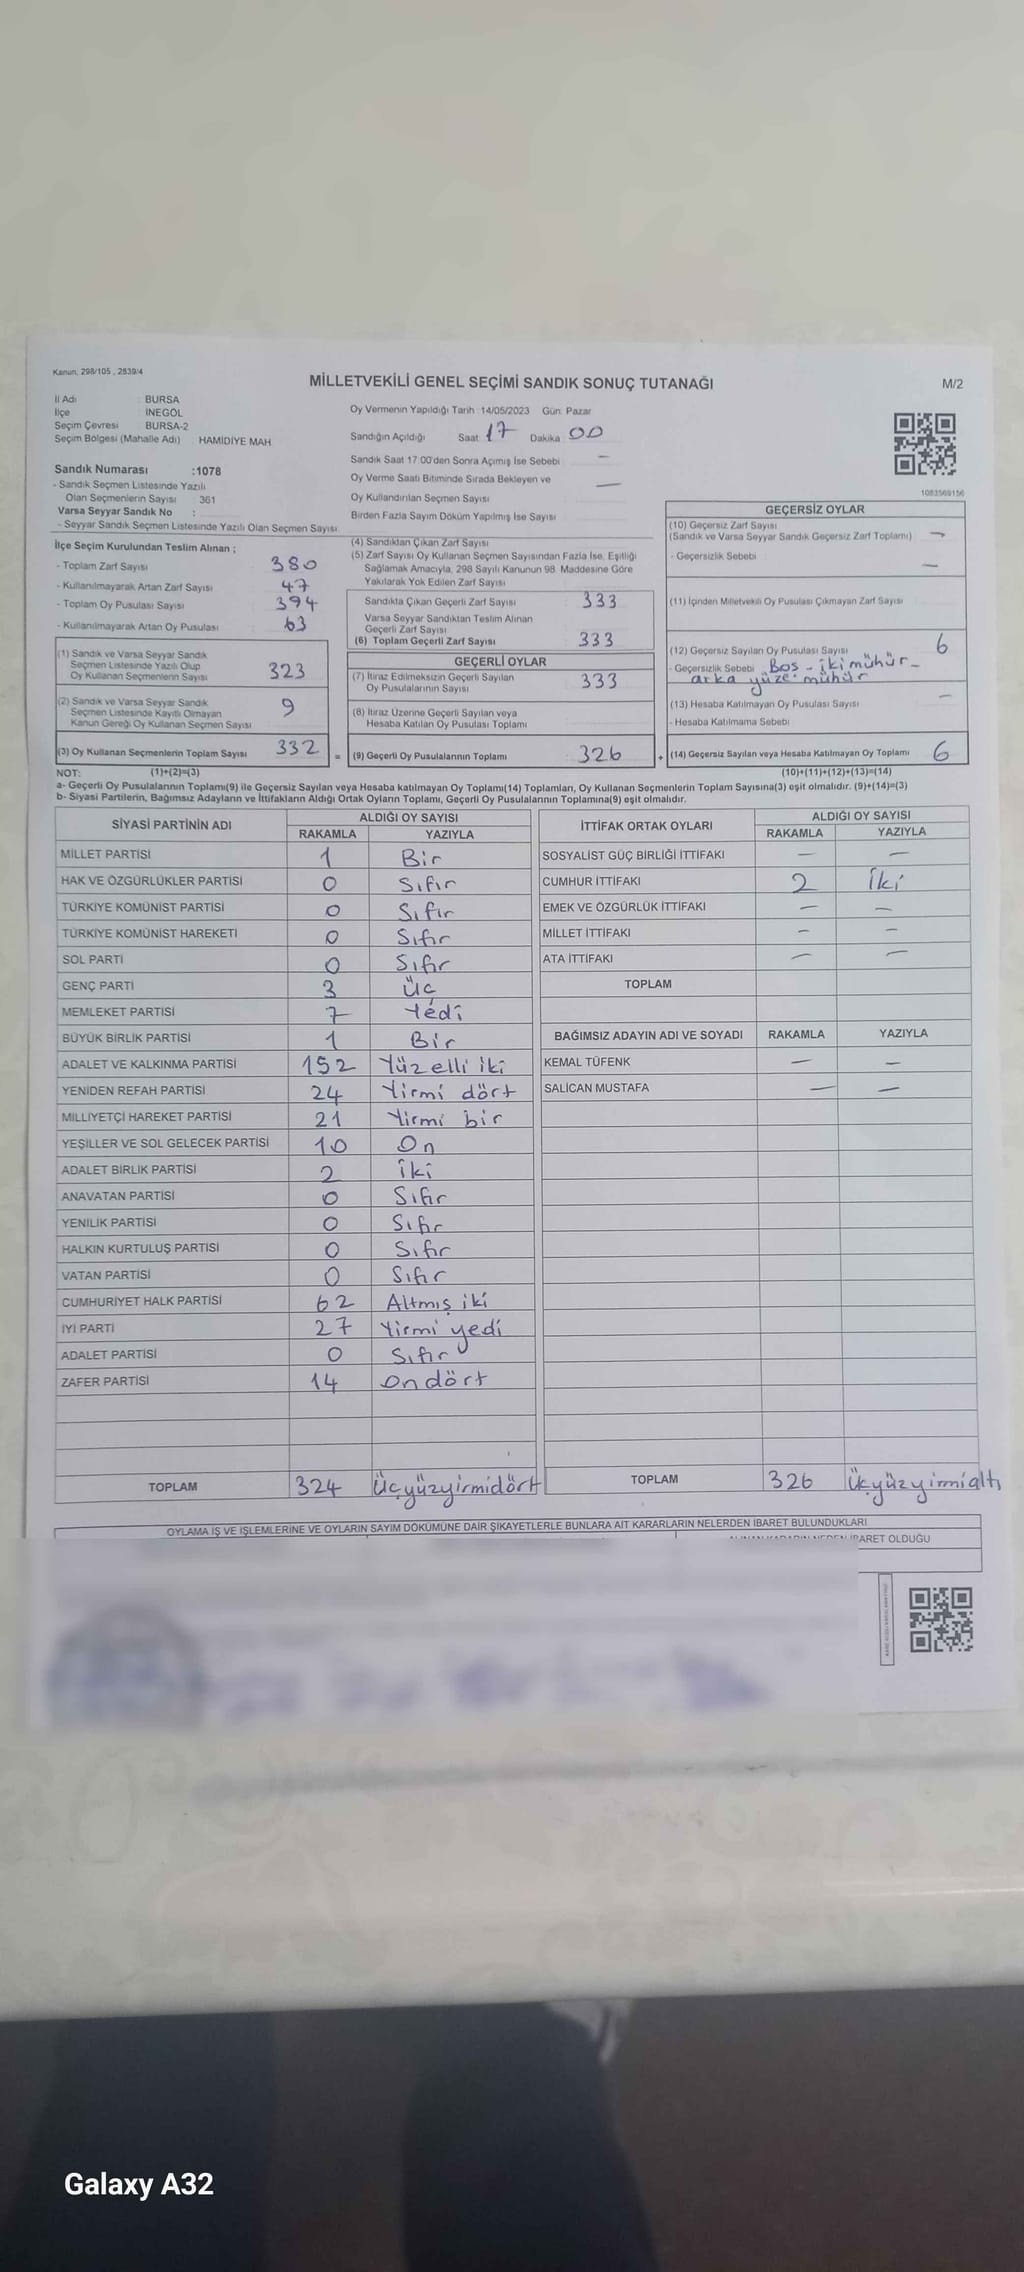 Kanun, 298/105 , 2839/4
MİLLETVEKİLİ GENEL SEÇİMİ SANDIK SONUÇ TUTANAĞI
M/2
İl Adı : BURSA
İlçe : İNEGÖL
Seçim Çevresi : BURSA-2
Seçim Bölgesi (Mahalle Adı) : HAMİDİYE MAH.
Oy Vermenin Yapıldığı Tarih : 14/05/2023 Gün: Pazar
Sandığın Açıldığı Saat: 17 Dakika: 00
Sandık Saat 17:00'den Sonra Açımış İse Sebebi : —
Oy Verme Saati Bitiminde Sırada Bekleyen ve
Oy Kullandırılan Seçmen Sayısı : —
Birden Fazla Sayım Döküm Yapılmış İse Sayısı :
Sandık Numarası :1078
- Sandık Seçmen Listesinde Yazılı
Olan Seçmenlerin Sayısı : 361
Varsa Seyyar Sandık No :
- Seyyar Sandık Seçmen Listesinde Yazılı Olan Seçmen Sayısı:
1083569156
İlçe Seçim Kurulundan Teslim Alınan ;
- Toplam Zarf Sayısı : 380
- Kullanılmayarak Artan Zarf Sayısı : 47
- Toplam Oy Pusulası Sayısı : 394
- Kullanılmayarak Artan Oy Pusulası : 63
(1) Sandık ve Varsa Seyyar Sandık
Seçmen Listesinde Yazılı Olup
Oy Kullanan Seçmenlerin Sayısı 323
(2) Sandık ve Varsa Seyyar Sandık
Seçmen Listesinde Kayıtlı Olmayan
Kanun Gereği Oy Kullanan Seçmen Sayısı 9
(3) Oy Kullanan Seçmenlerin Toplam Sayısı 332 =
(4) Sandıktan Çıkan Zarf Sayısı :
(5) Zarf Sayısı Oy Kullanan Seçmen Sayısından Fazla İse, Eşitliği
Sağlamak Amacıyla, 298 Sayılı Kanunun 98. Maddesine Göre
Yakılarak Yok Edilen Zarf Sayısı :
Sandıkta Çıkan Geçerli Zarf Sayısı : 333
Varsa Seyyar Sandıktan Teslim Alınan
Geçerli Zarf Sayısı :
(6) Toplam Geçerli Zarf Sayısı : 333
GEÇERLİ OYLAR
(7) İtiraz Edilmeksizin Geçerli Sayılan
Oy Pusulalarının Sayısı : 333
(8) İtiraz Üzerine Geçerli Sayılan veya
Hesaba Katılan Oy Pusulası Toplamı :
(9) Geçerli Oy Pusulalarının Toplamı : 326 +
GEÇERSİZ OYLAR
(10) Geçersiz Zarf Sayısı
(Sandık ve Varsa Seyyar Sandık Geçersiz Zarf Toplamı) : —
- Geçersizlik Sebebi : —
(11) İçinden Milletvekili Oy Pusulası Çıkmayan Zarf Sayısı :
(12) Geçersiz Sayılan Oy Pusulası Sayısı : 6
- Geçersizlik Sebebi : Boş - iki mühür -
arka yüze mühür
(13) Hesaba Katılmayan Oy Pusulası Sayısı : —
- Hesaba Katılmama Sebebi :
(14) Geçersiz Sayılan veya Hesaba Katılmayan Oy Toplamı : 6
NOT: (1)+(2)=(3)
(10)+(11)+(12)+(13)=(14)
a- Geçerli Oy Pusulalarının Toplamı(9) ile Geçersiz Sayılan veya Hesaba katılmayan Oy Toplamı(14) Toplamları, Oy Kullanan Seçmenlerin Toplam Sayısına(3) eşit olmalıdır. (9)+(14)=(3)
b- Siyasi Partilerin, Bağımsız Adayların ve İttifakların Aldığı Ortak Oyların Toplamı, Geçerli Oy Pusulalarının Toplamına(9) eşit olmalıdır.
SİYASİ PARTİNİN ADI ALDIĞI OY SAYISI
RAKAMLA YAZIYLA
MİLLET PARTİSİ 1 Bir
HAK VE ÖZGÜRLÜKLER PARTİSİ 0 Sıfır
TÜRKİYE KOMÜNİST PARTİSİ 0 Sıfır
TÜRKİYE KOMÜNİST HAREKETİ 0 Sıfır
SOL PARTİ 0 Sıfır
GENÇ PARTİ 3 Üç
MEMLEKET PARTİSİ 7 Yedi
BÜYÜK BİRLİK PARTİSİ 1 Bir
ADALET VE KALKINMA PARTİSİ 152 Yüzelli iki
YENİDEN REFAH PARTİSİ 24 Yirmi dört
MİLLİYETÇİ HAREKET PARTİSİ 21 Yirmi bir
YEŞİLLER VE SOL GELECEK PARTİSİ 10 On
ADALET BİRLİK PARTİSİ 2 iki
ANAVATAN PARTİSİ 0 Sıfır
YENİLİK PARTİSİ 0 Sıfır
HALKIN KURTULUŞ PARTİSİ 0 Sıfır
VATAN PARTİSİ 0 Sıfır
CUMHURİYET HALK PARTİSİ 62 Altmış iki
İYİ PARTİ 27 Yirmi yedi
ADALET PARTİSİ 0 Sıfır
ZAFER PARTİSİ 14 On dört
TOPLAM 324 Üçyüzyirmidört
İTTİFAK ORTAK OYLARI ALDIĞI OY SAYISI
RAKAMLA YAZIYLA
SOSYALİST GÜÇ BİRLİĞİ İTTİFAKI — —
CUMHUR İTTİFAKI 2 İki
EMEK VE ÖZGÜRLÜK İTTİFAKI — —
MİLLET İTTİFAKI — —
ATA İTTİFAKI — —
TOPLAM
BAĞIMSIZ ADAYIN ADI VE SOYADI RAKAMLA YAZIYLA
KEMAL TÜFENK — —
SALİCAN MUSTAFA — —
TOPLAM 326 Üçyüzyirmialtı
OYLAMA İŞ VE İŞLEMLERİNE VE OYLARIN SAYIM DÖKÜMÜNE DAİR ŞİKAYETLERLE BUNLARA AİT KARARLARIN NELERDEN İBARET BULUNDUKLARI
OLDUĞU
Galaxy A32